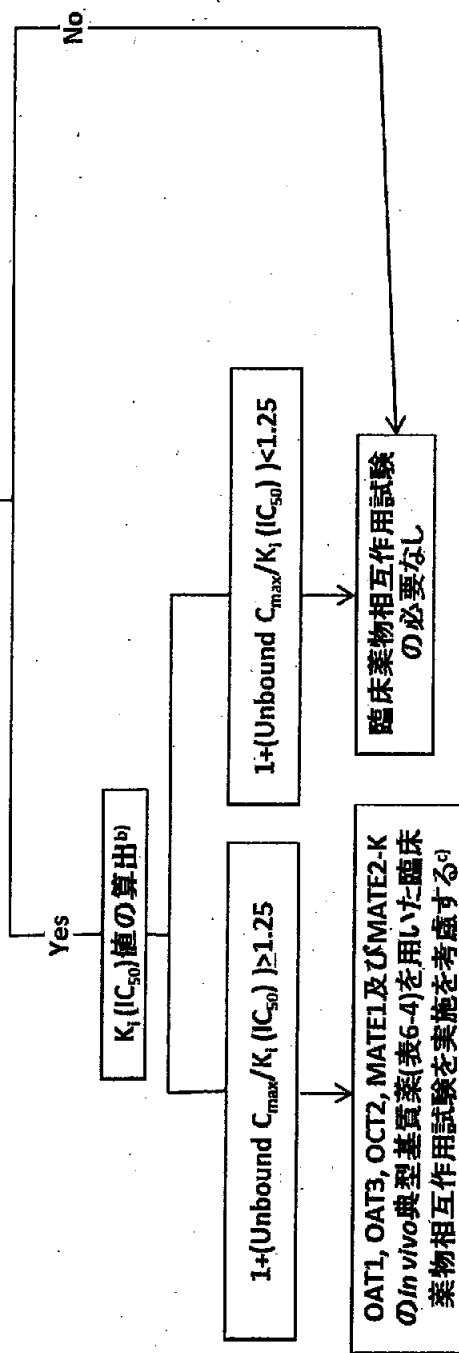 Yes
No
Ki (IC50)値の算出b)
1+(Unbound Cmax/Ki (IC50) )≥1.25
1+(Unbound Cmax/Ki (IC50) )<1.25
OAT1, OAT3, OCT2, MATE1及びMATE2-K
のin vivo典型基質薬(表6-4)を用いた臨床
薬物相互作用試験を実施を考慮するc)
臨床薬物相互作用試験
の必要なし